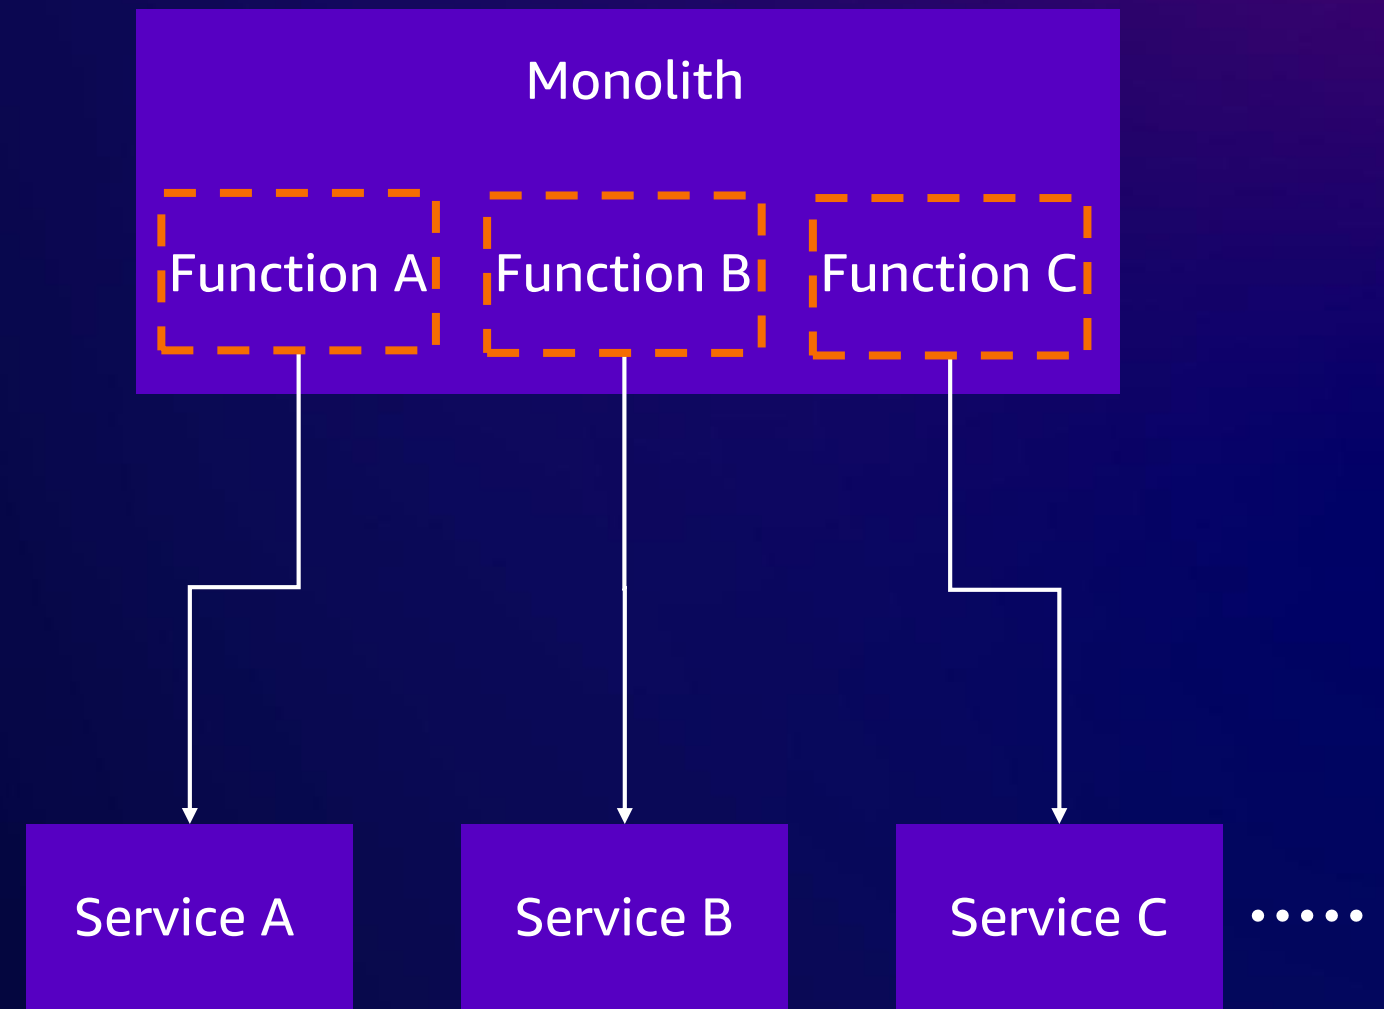 Monolith
Function A
Function B
Function C
Service A
Service B
Service C
.....